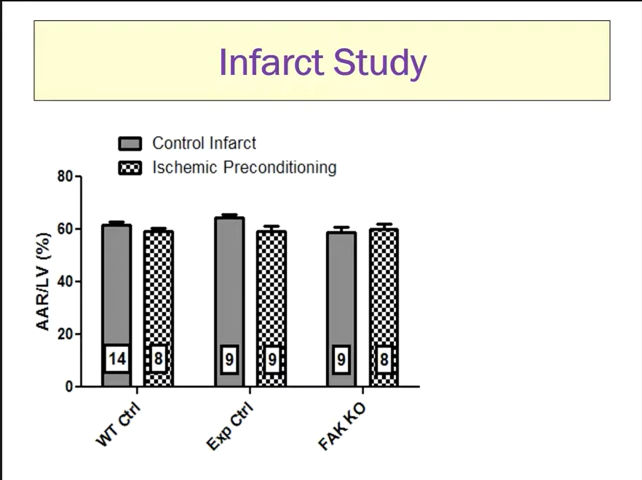 Infarct Study
Control Infarct
Ischemic Preconditioning
AAR/LV (%)
80
60
40
20
0
14 8 9 9 9 8
WT Ctrl Exp Ctrl FAK KO